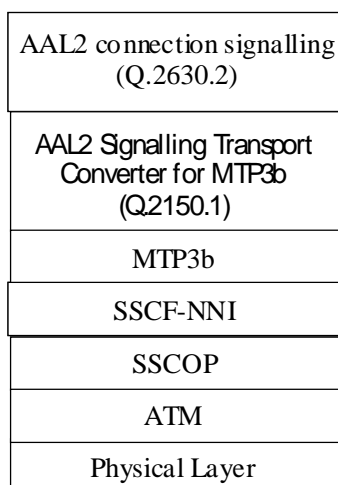 AAL2 connection signalling
(Q.2630.2)
AAL2 Signalling Transport
Converter for MTP3b
(Q.2150.1)
MTP3b
SSCF-NNI
SSCOP
ATM
Physical Layer